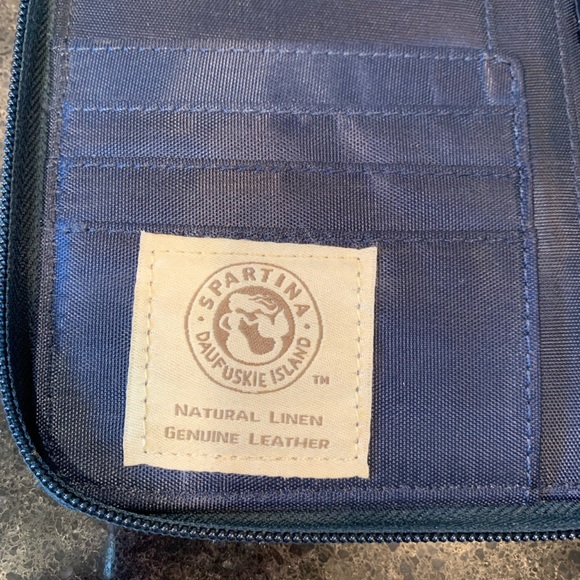 SPARTINA
DAUFUSKIE ISLAND
TM
NATURAL LINEN
GENUINE LEATHER